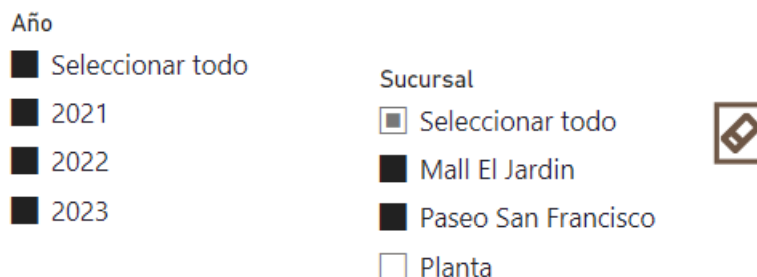 Año
Seleccionar todo
2021
2022
2023
Sucursal
Seleccionar todo
Mall El Jardin
Paseo San Francisco
Planta